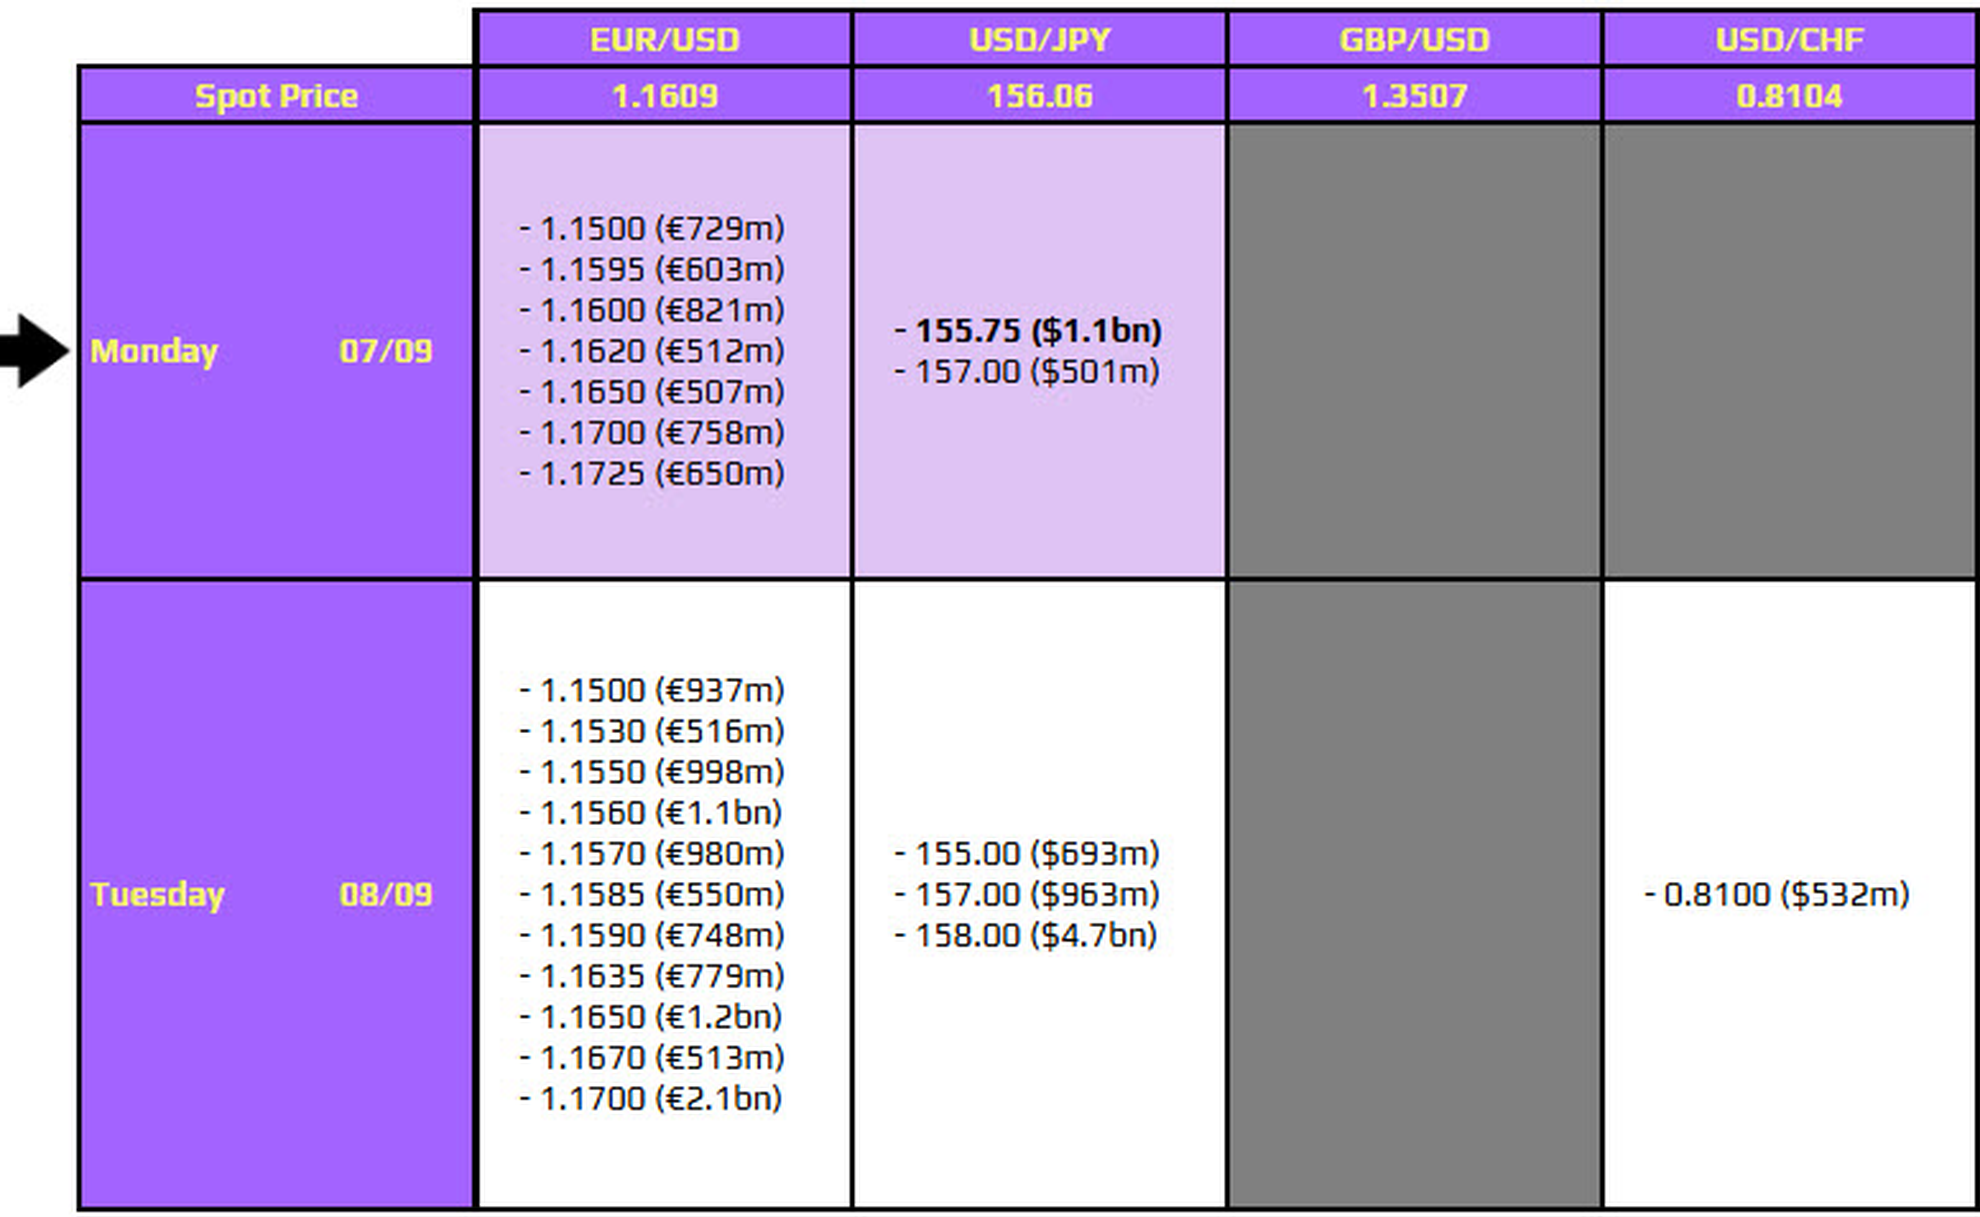 EUR/USD USD/JPY GBP/USD USD/CHF
Spot Price 1.1609 156.06 1.3507 0.8104
Monday 07/09
- 1.1500 (€729m)
- 1.1595 (€603m)
- 1.1600 (€821m)
- 1.1620 (€512m)
- 1.1650 (€507m)
- 1.1700 (€758m)
- 1.1725 (€650m)
- 155.75 ($1.1bn)
- 157.00 ($501m)
Tuesday 08/09
- 1.1500 (€937m)
- 1.1530 (€516m)
- 1.1550 (€998m)
- 1.1560 (€1.1bn)
- 1.1570 (€980m)
- 1.1585 (€550m)
- 1.1590 (€748m)
- 1.1635 (€779m)
- 1.1650 (€1.2bn)
- 1.1670 (€513m)
- 1.1700 (€2.1bn)
- 155.00 ($693m)
- 157.00 ($963m)
- 158.00 ($4.7bn)
- 0.8100 ($532m)